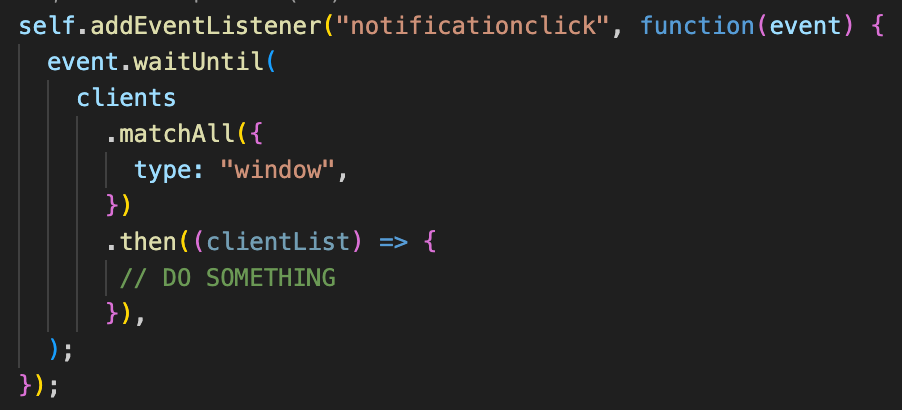 self.addEventListener("notificationclick", function(event) {
  event.waitUntil(
    clients
      .matchAll({
        type: "window",
      })
      .then((clientList) => {
       // DO SOMETHING
      }),
  );
});